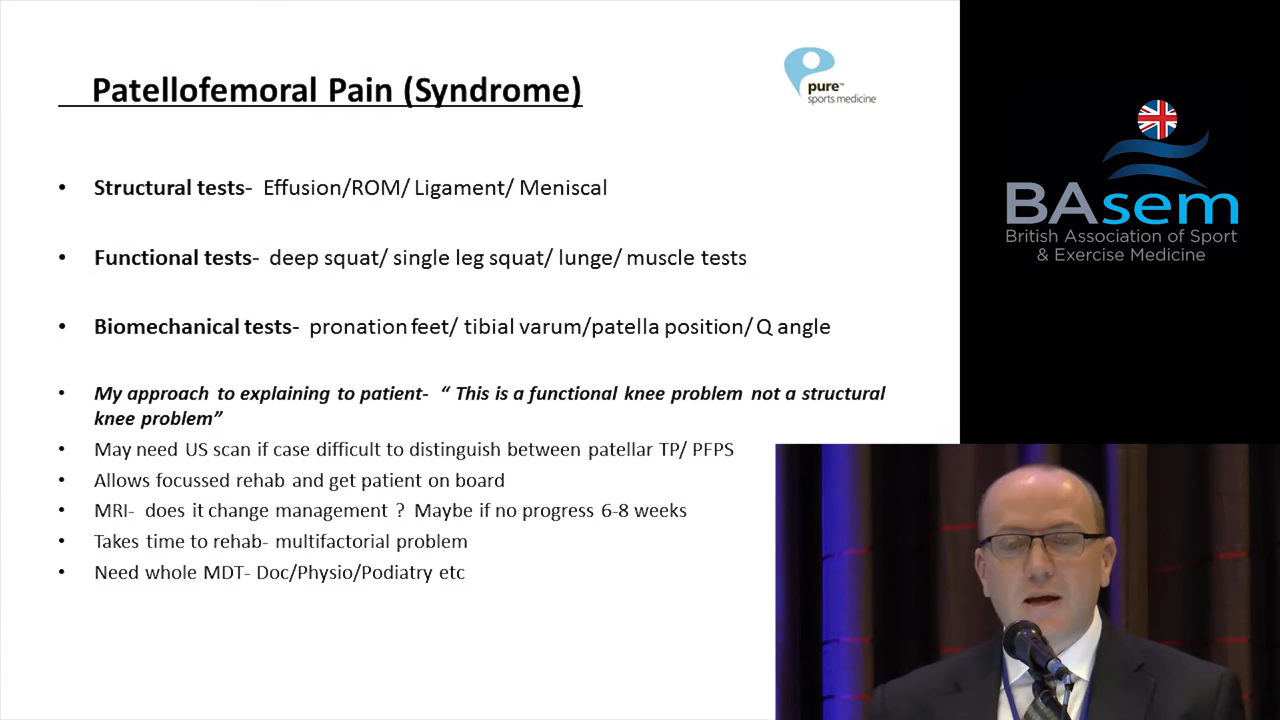 Patellofemoral Pain (Syndrome)
pure™
sports medicine
• Structural tests- Effusion/ROM/ Ligament/ Meniscal
• Functional tests- deep squat/ single leg squat/ lunge/ muscle tests
• Biomechanical tests- pronation feet/ tibial varum/patella position/ Q angle
• My approach to explaining to patient- “ This is a functional knee problem not a structural
knee problem”
• May need US scan if case difficult to distinguish between patellar TP/ PFPS
• Allows focussed rehab and get patient on board
• MRI- does it change management ? Maybe if no progress 6-8 weeks
• Takes time to rehab- multifactorial problem
• Need whole MDT- Doc/Physio/Podiatry etc
BAsem
British Association of Sport
& Exercise Medicine